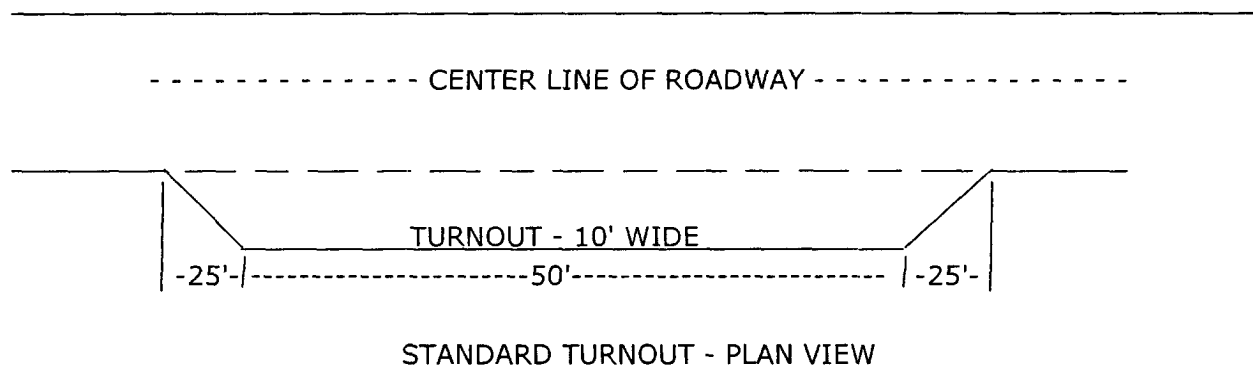 CENTER LINE OF ROADWAY
TURNOUT - 10' WIDE
-25'- 50' -25'-
STANDARD TURNOUT - PLAN VIEW